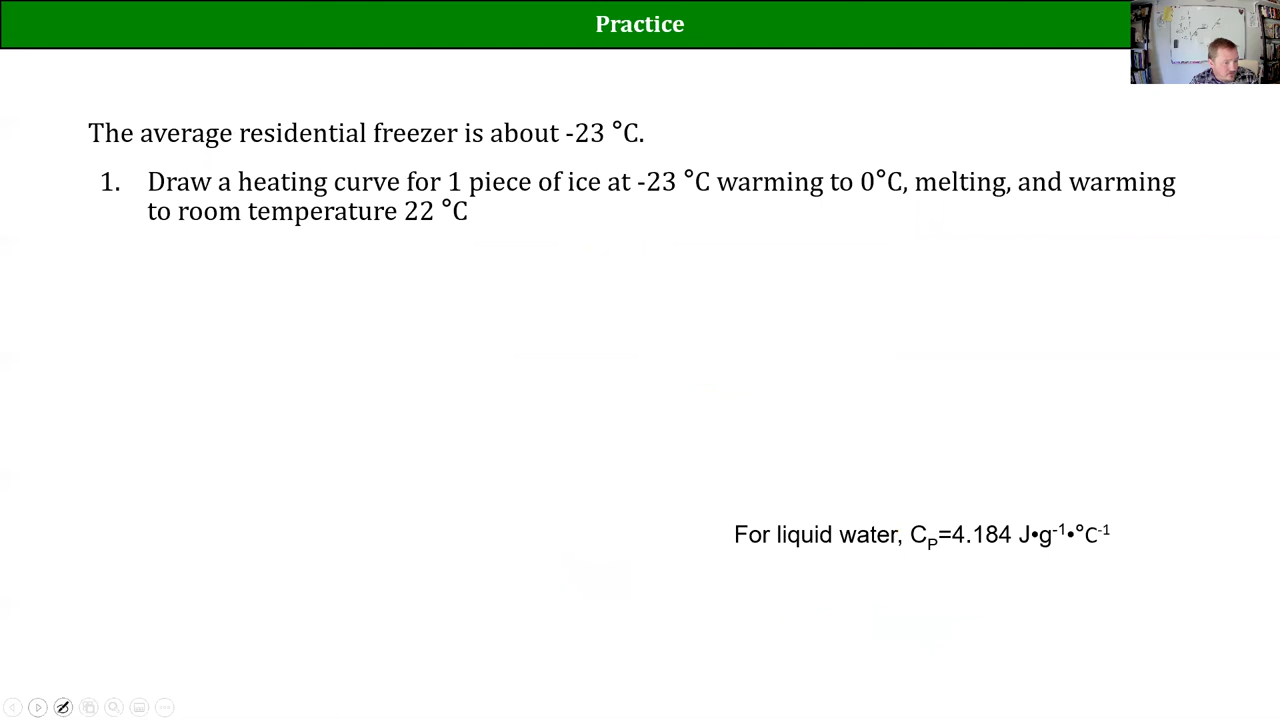 Practice
The average residential freezer is about -23 °C.
1. Draw a heating curve for 1 piece of ice at -23 °C warming to 0°C, melting, and warming
to room temperature 22 °C
For liquid water, CP=4.184 J•g-1•°C-1